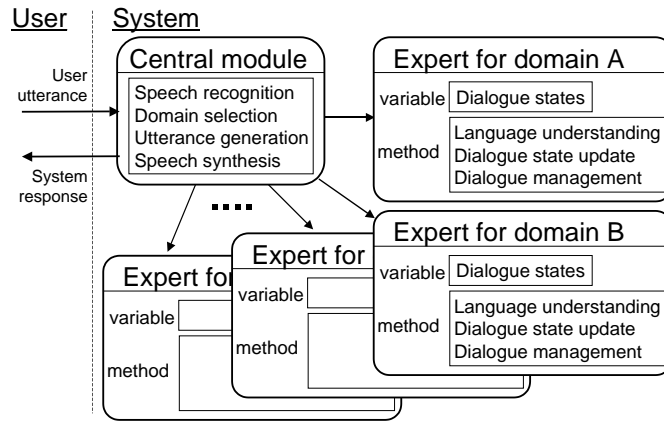 User
System
Central module
Speech recognition
Domain selection
Utterance generation
Speech synthesis
User
utterance
System
response
Expert for domain A
variable
Dialogue states
method
Language understanding
Dialogue state update
Dialogue management
Expert for domain B
variable
Dialogue states
method
Language understanding
Dialogue state update
Dialogue management
Expert for
variable
method
Expert for
variable
method